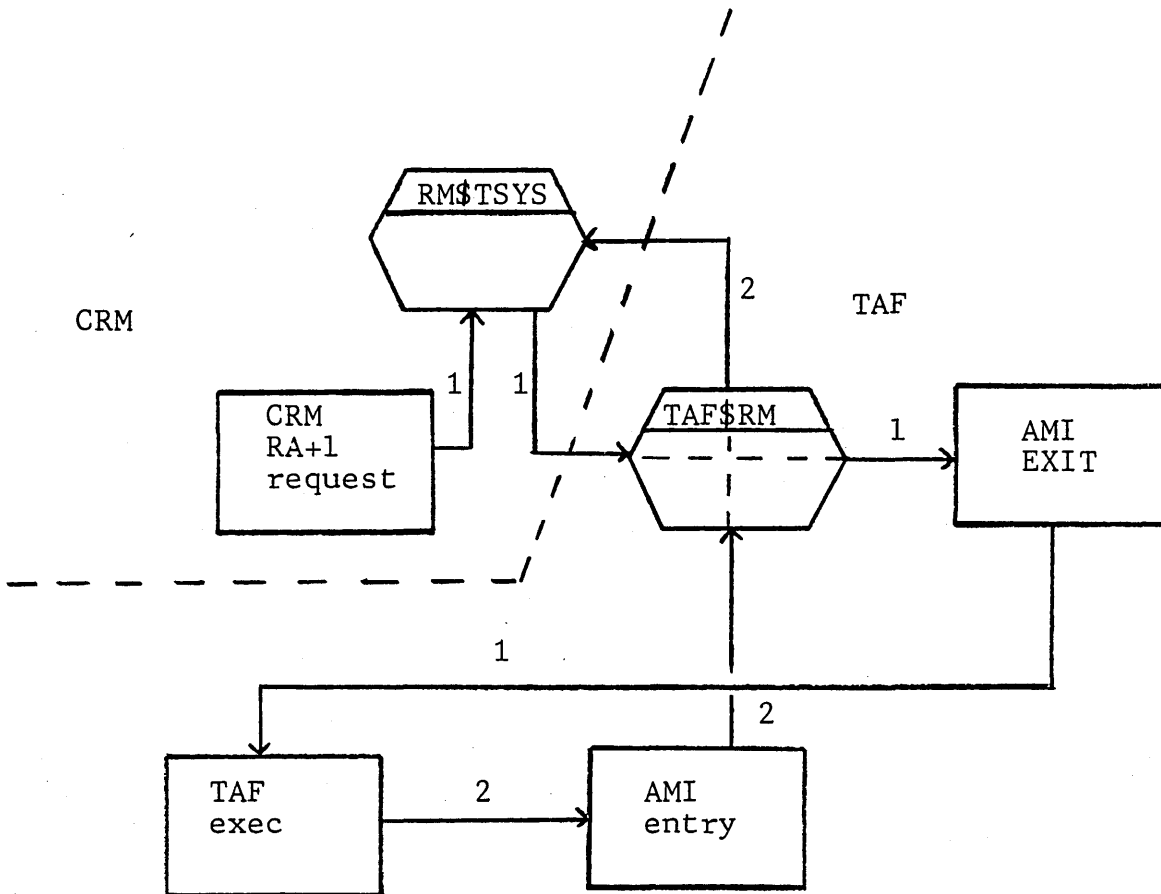 RM$TSYS
2
CRM
TAF
1
1
CRM
RA+1
request
TAF$RM
1
AMI
EXIT
1
2
TAF
exec
2
AMI
entry